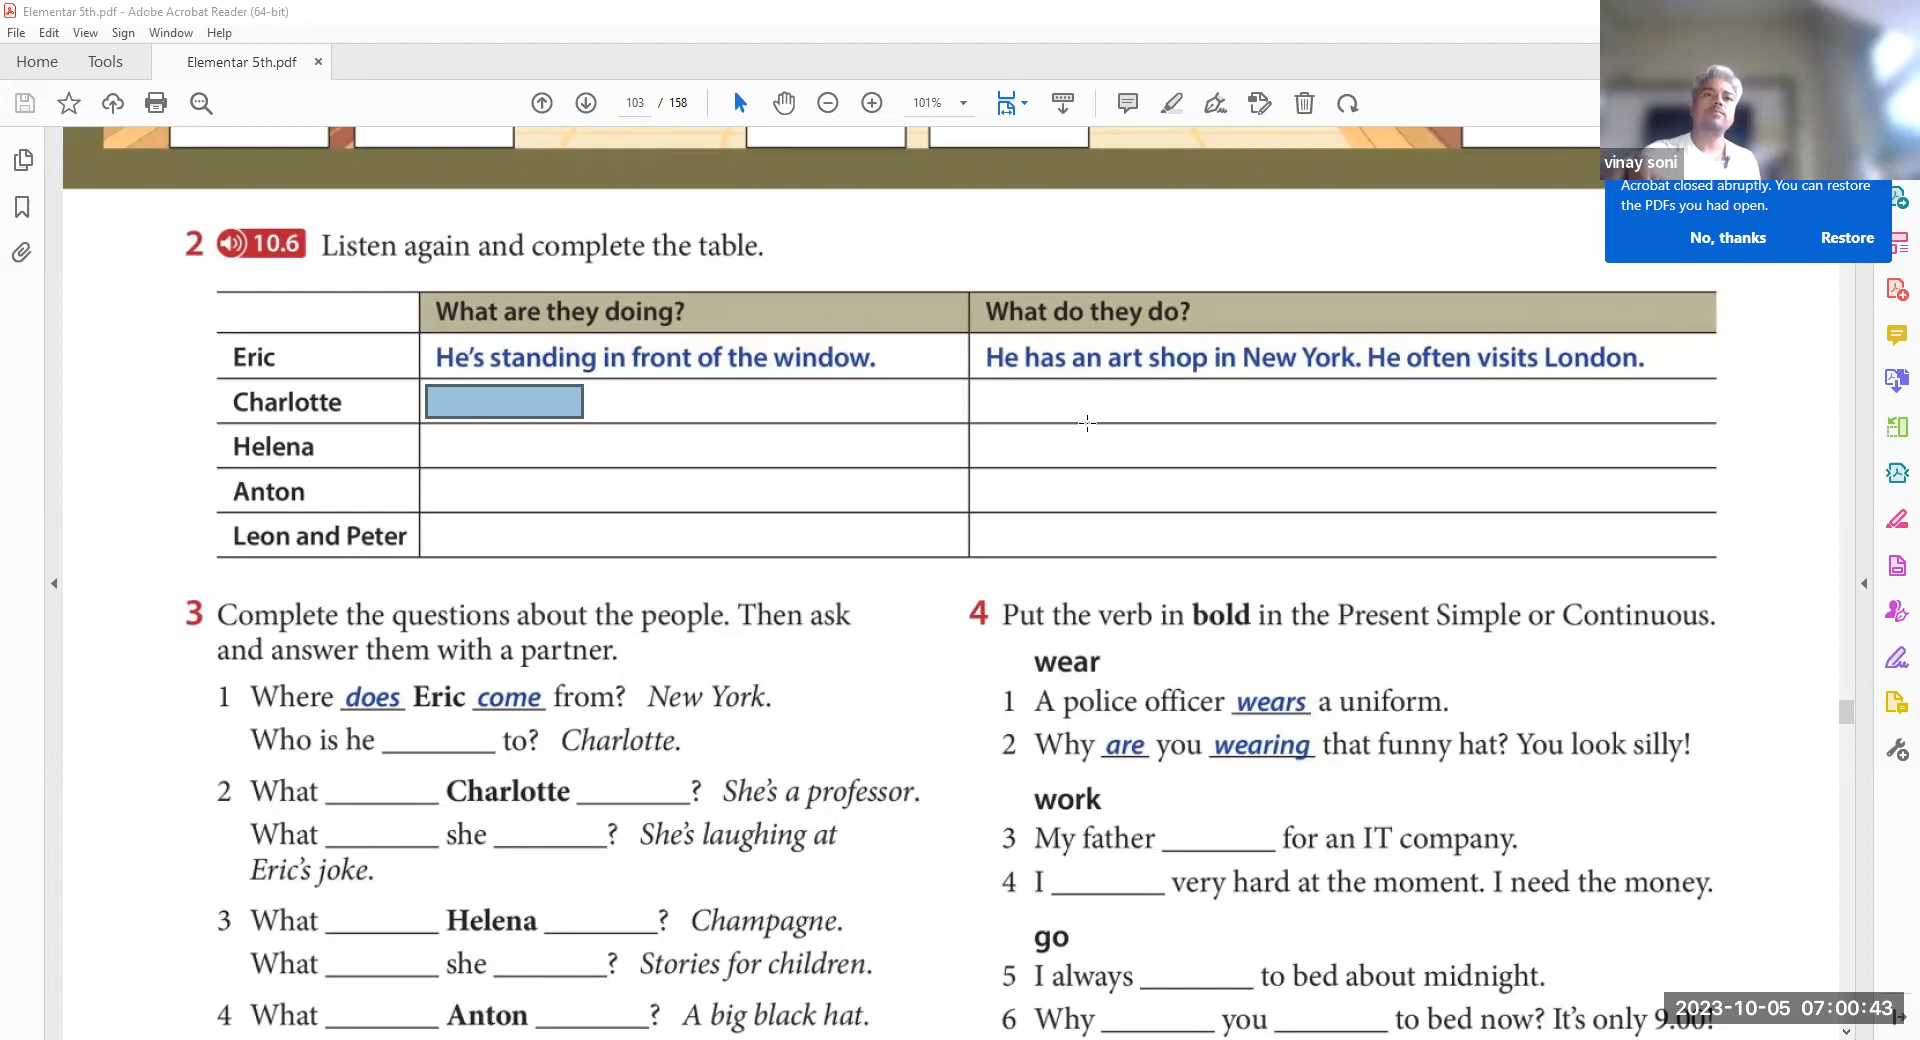 Elementar 5th.pdf - Adobe Acrobat Reader (64-bit)
File Edit View Sign Window Help
Home Tools Elementar 5th.pdf ×
103 / 158 101%
vinay soni
Acrobat closed abruptly. You can restore
the PDFs you had open.
No, thanks Restore
2 10.6 Listen again and complete the table.
What are they doing? What do they do?
Eric He's standing in front of the window. He has an art shop in New York. He often visits London.
Charlotte
Helena
Anton
Leon and Peter
3 Complete the questions about the people. Then ask
and answer them with a partner.
1 Where does Eric come from? New York.
Who is he ________ to? Charlotte.
2 What ________ Charlotte ________? She's a professor.
What ________ she ________? She's laughing at
Eric's joke.
3 What ________ Helena ________? Champagne.
What ________ she ________? Stories for children.
4 What ________ Anton ________? A big black hat.
4 Put the verb in bold in the Present Simple or Continuous.
wear
1 A police officer wears a uniform.
2 Why are you wearing that funny hat? You look silly!
work
3 My father ________ for an IT company.
4 I ________ very hard at the moment. I need the money.
go
5 I always ________ to bed about midnight.
6 Why ________ you ________ to bed now? It's only 9.00!
2023-10-05 07:00:43